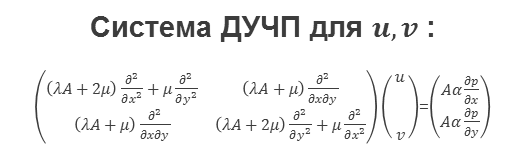 Система ДУЧП для u, v :
(λA + 2μ) ∂²/∂x² + μ ∂²/∂y² (λA + μ) ∂²/∂x∂y u Aα ∂p/∂x
(λA + μ) ∂²/∂x∂y (λA + 2μ) ∂²/∂y² + μ ∂²/∂x² v = Aα ∂p/∂y